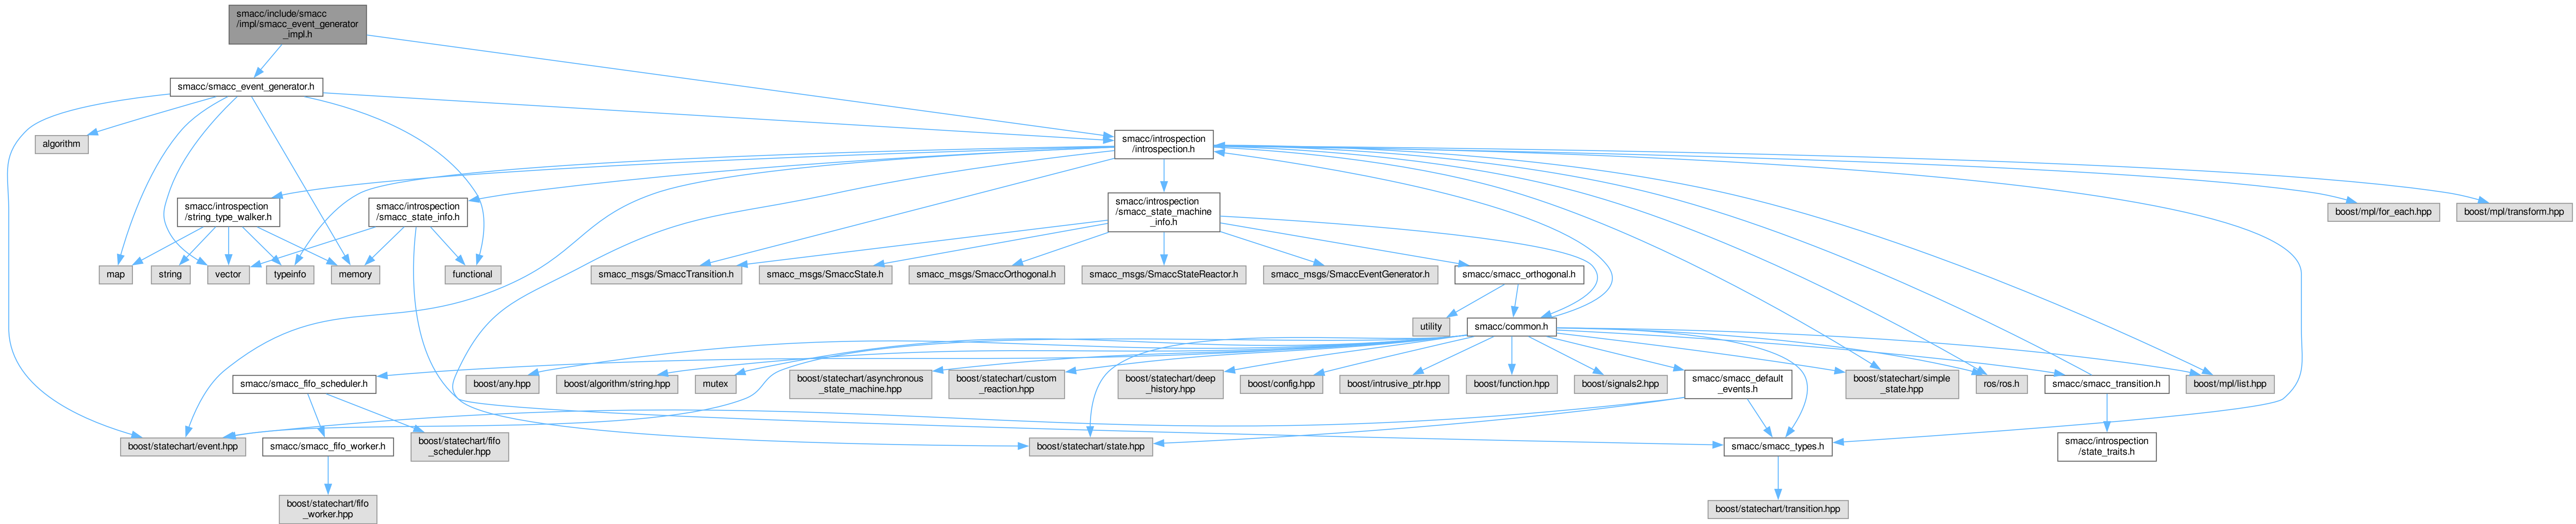 smacc/include/smacc
/impl/smacc_event_generator
_impl.h
smacc/smacc_event_generator.h
algorithm
smacc/introspection
/introspection.h
smacc/introspection
/string_type_walker.h
smacc/introspection
/smacc_state_info.h
smacc/introspection
/smacc_state_machine
_info.h
boost/mpl/for_each.hpp
boost/mpl/transform.hpp
map
string
vector
typeinfo
memory
functional
smacc_msgs/SmaccTransition.h
smacc_msgs/SmaccState.h
smacc_msgs/SmaccOrthogonal.h
smacc_msgs/SmaccStateReactor.h
smacc_msgs/SmaccEventGenerator.h
smacc/smacc_orthogonal.h
utility
smacc/common.h
smacc/smacc_fifo_scheduler.h
boost/any.hpp
boost/algorithm/string.hpp
mutex
boost/statechart/asynchronous
_state_machine.hpp
boost/statechart/custom
_reaction.hpp
boost/statechart/deep
_history.hpp
boost/config.hpp
boost/intrusive_ptr.hpp
boost/function.hpp
boost/signals2.hpp
smacc/smacc_default
_events.h
boost/statechart/simple
_state.hpp
ros/ros.h
smacc/smacc_transition.h
boost/mpl/list.hpp
boost/statechart/event.hpp
smacc/smacc_fifo_worker.h
boost/statechart/fifo
_scheduler.hpp
boost/statechart/state.hpp
smacc/smacc_types.h
smacc/introspection
/state_traits.h
boost/statechart/fifo
_worker.hpp
boost/statechart/transition.hpp